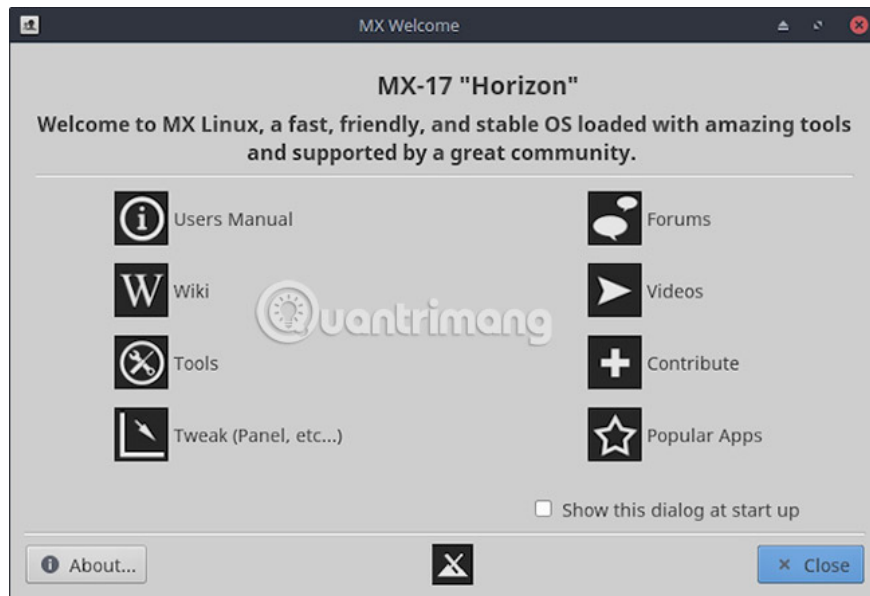 MX Welcome
MX-17 "Horizon"
Welcome to MX Linux, a fast, friendly, and stable OS loaded with amazing tools
and supported by a great community.
Users Manual
Forums
W Wiki
Videos
Quantrimang
Tools
Contribute
Tweak (Panel, etc...)
Popular Apps
Show this dialog at start up
About...
Close